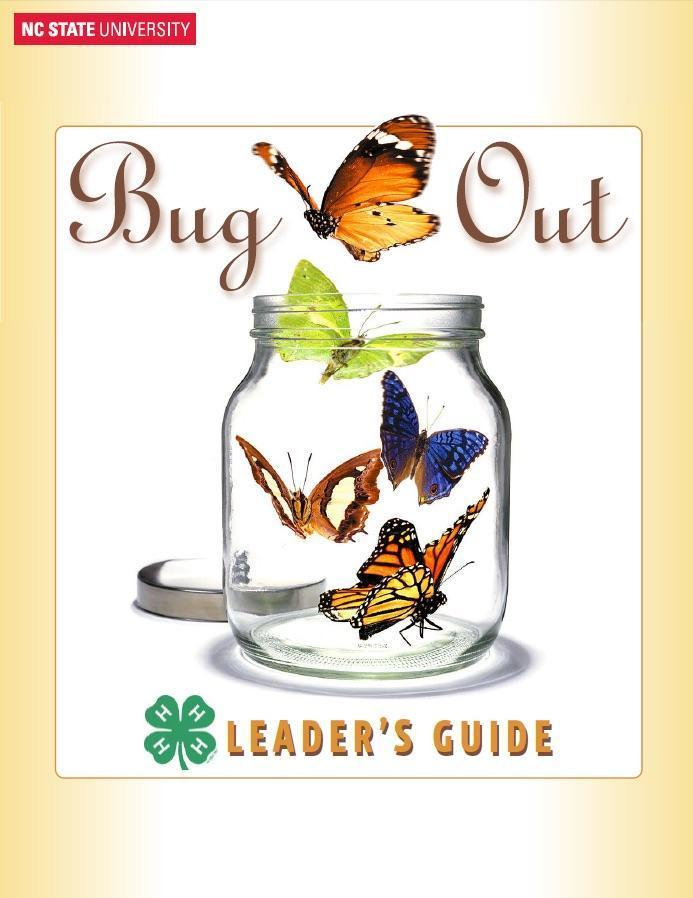 NC STATE UNIVERSITY
Bug Out
H H
H H
LEADER'S GUIDE